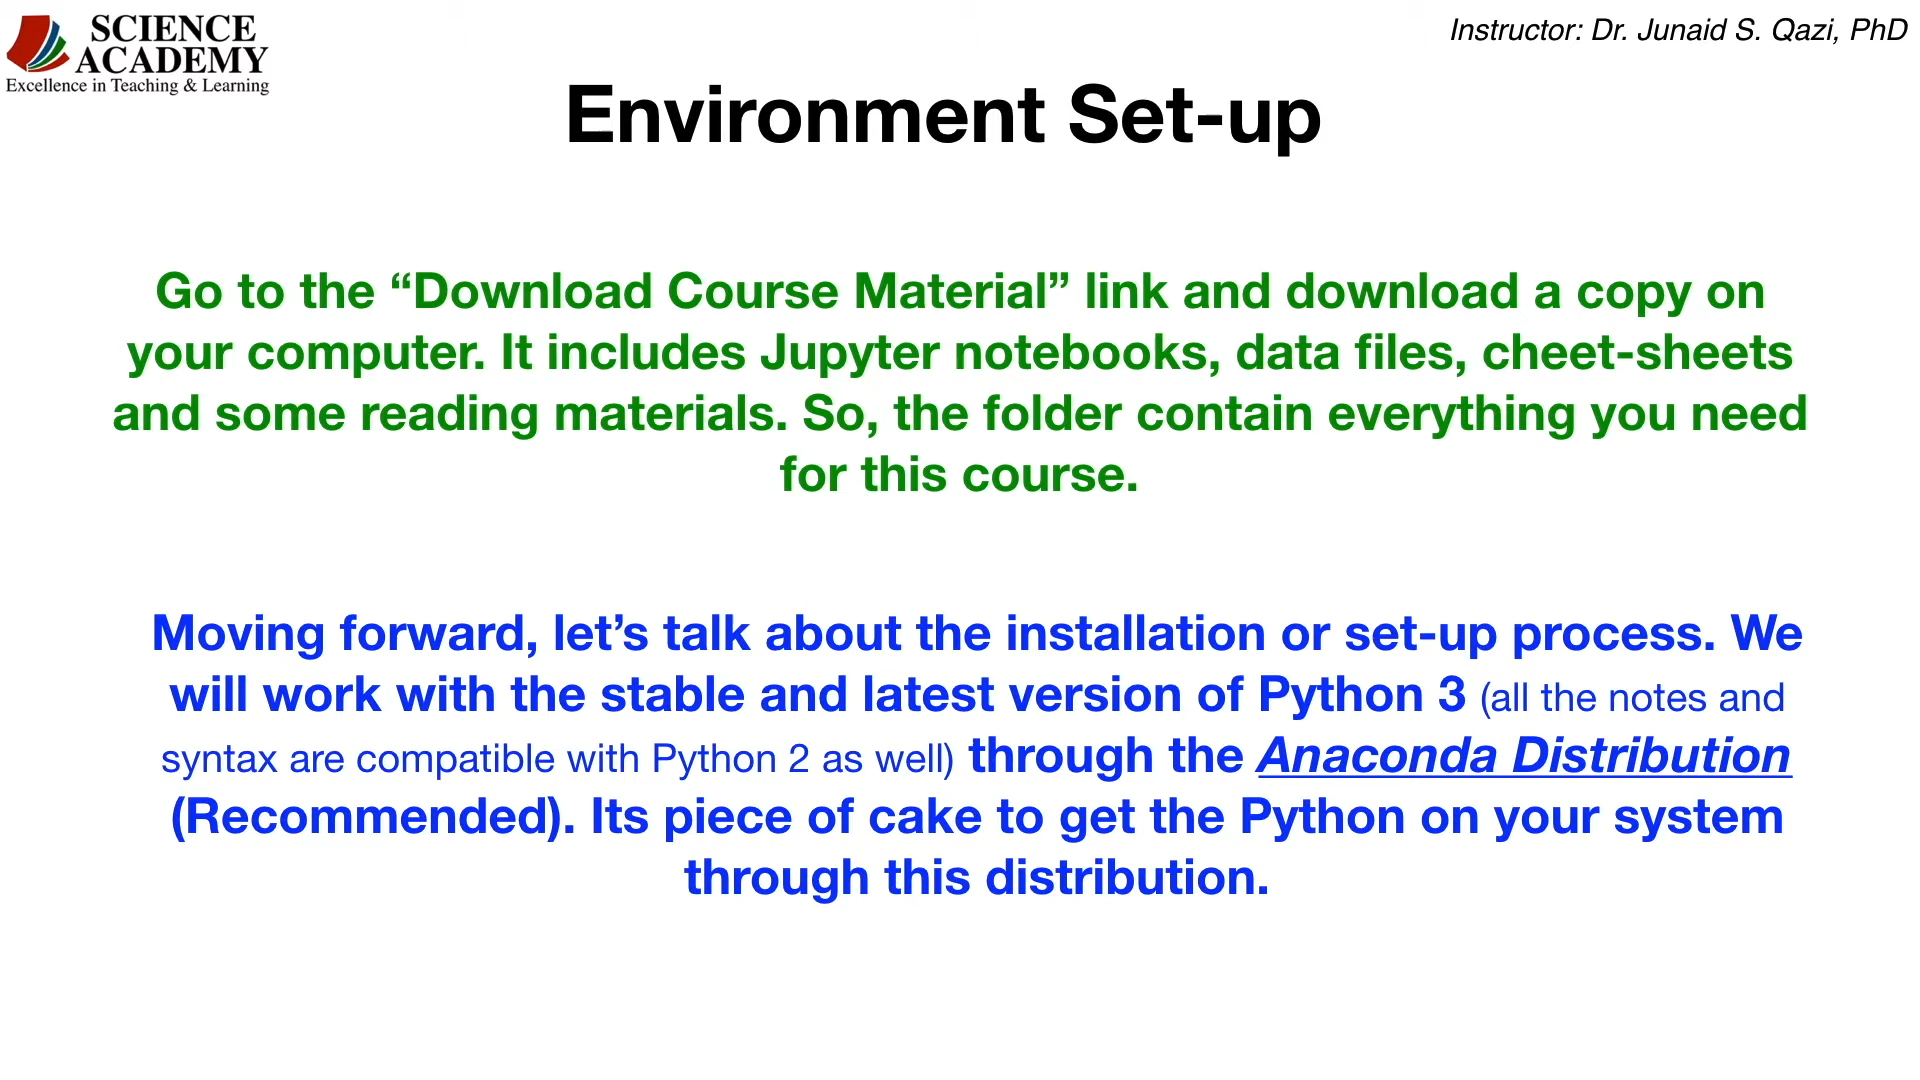 SCIENCE
ACADEMY
Excellence in Teaching & Learning
Instructor: Dr. Junaid S. Qazi, PhD
Environment Set-up
Go to the “Download Course Material” link and download a copy on
your computer. It includes Jupyter notebooks, data files, cheet-sheets
and some reading materials. So, the folder contain everything you need
for this course.
Moving forward, let’s talk about the installation or set-up process. We
will work with the stable and latest version of Python 3 (all the notes and
syntax are compatible with Python 2 as well) through the Anaconda Distribution
(Recommended). Its piece of cake to get the Python on your system
through this distribution.